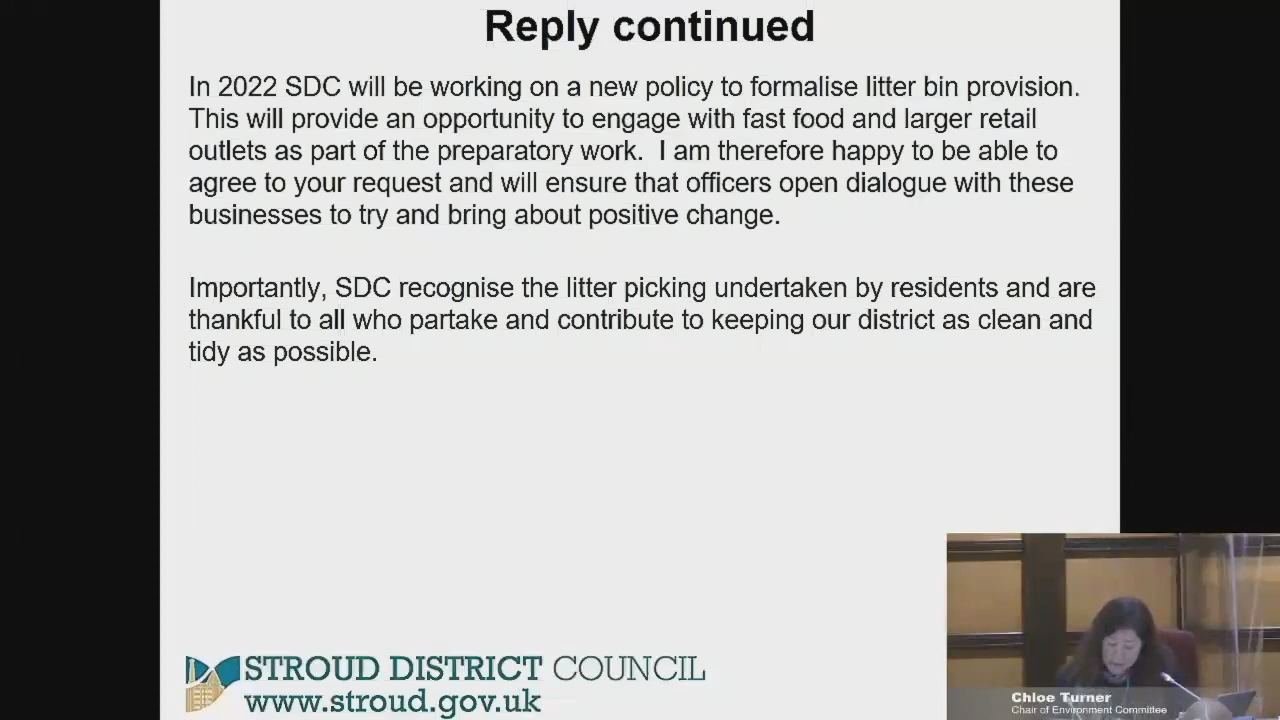 Reply continued
In 2022 SDC will be working on a new policy to formalise litter bin provision.
This will provide an opportunity to engage with fast food and larger retail
outlets as part of the preparatory work.  I am therefore happy to be able to
agree to your request and will ensure that officers open dialogue with these
businesses to try and bring about positive change.
Importantly, SDC recognise the litter picking undertaken by residents and are
thankful to all who partake and contribute to keeping our district as clean and
tidy as possible.
STROUD DISTRICT COUNCIL
www.stroud.gov.uk
Chloe Turner
Chair of Environment Committee